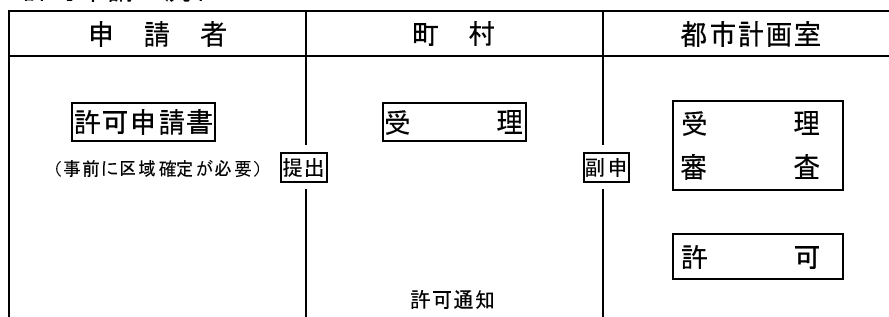 申請者 町村 都市計画室
許可申請書 受理 受理
(事前に区域確定が必要) 提出 副申 審査
許可
許可通知